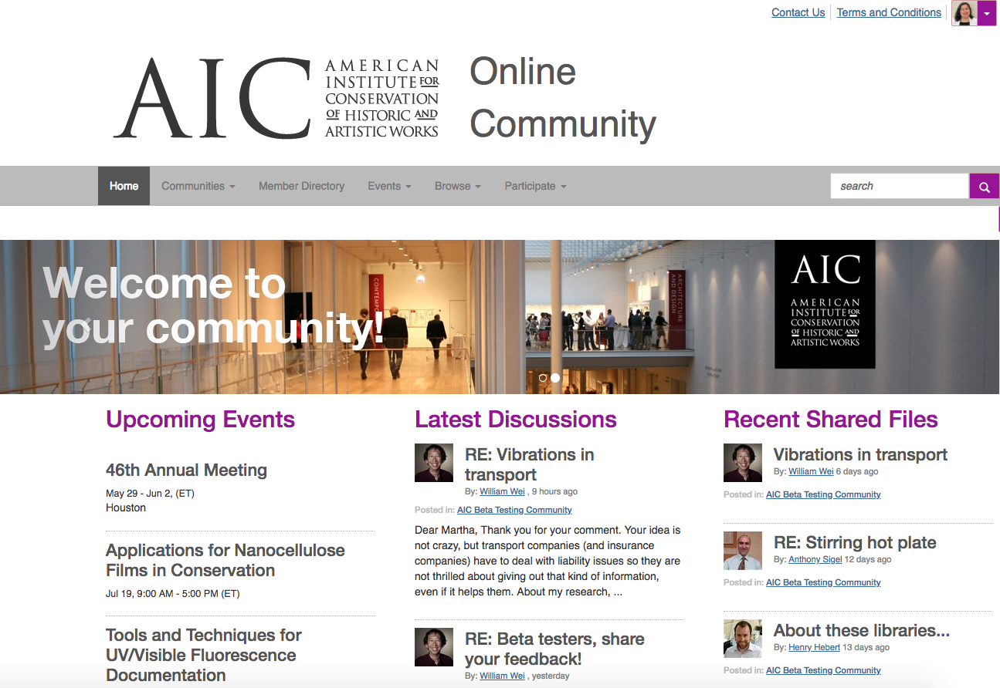 Contact Us
Terms and Conditions
AIC
AMERICAN
INSTITUTE FOR
CONSERVATION
OF HISTORIC AND
ARTISTIC WORKS
Online
Community
Home
Communities
Member Directory
Events
Browse
Participate
search
Welcome to
your community!
CONTEMPO
ARCHITECTURE
AND DESIGN
AIC
AMERICAN
INSTITUTE FOR
CONSERVATION
OF HISTORIC AND
ARTISTIC WORKS
Upcoming Events
46th Annual Meeting
May 29 - Jun 2, (ET)
Houston
Applications for Nanocellulose
Films in Conservation
Jul 19, 9:00 AM - 5:00 PM (ET)
Tools and Techniques for
UV/Visible Fluorescence
Documentation
Latest Discussions
RE: Vibrations in
transport
By: William Wei , 9 hours ago
Posted in: AIC Beta Testing Community
Dear Martha, Thank you for your comment. Your idea is
not crazy, but transport companies (and insurance
companies) have to deal with liability issues so they are
not thrilled about giving out that kind of information,
even if it helps them. About my research, ...
RE: Beta testers, share
your feedback!
By: William Wei , yesterday
Recent Shared Files
Vibrations in transport
By: William Wei 6 days ago
Posted in: AIC Beta Testing Community
RE: Stirring hot plate
By: Anthony Sigel 12 days ago
Posted in: AIC Beta Testing Community
About these libraries...
By: Henry Hebert 13 days ago
Posted in: AIC Beta Testing Community